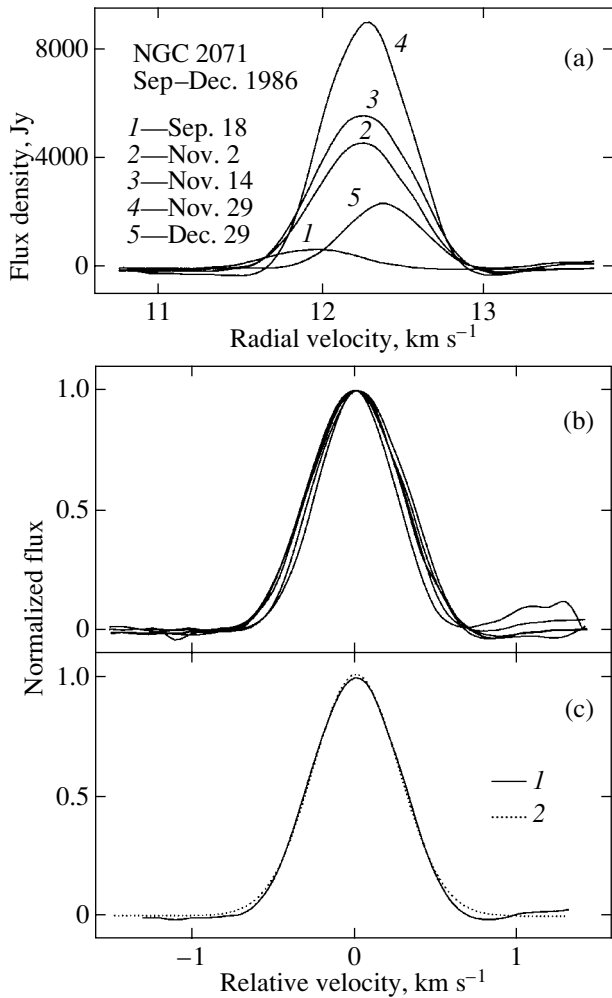 (a)
NGC 2071
Sep–Dec. 1986
1—Sep. 18
2—Nov. 2
3—Nov. 14
4—Nov. 29
5—Dec. 29
4
3
2
5
1
8000
4000
0
Flux density, Jy
11 12 13
Radial velocity, km s⁻¹
(b)
1.0
0.5
0
Normalized flux
(c)
1.0
0.5
0
1
2
−1 0 1
Relative velocity, km s⁻¹